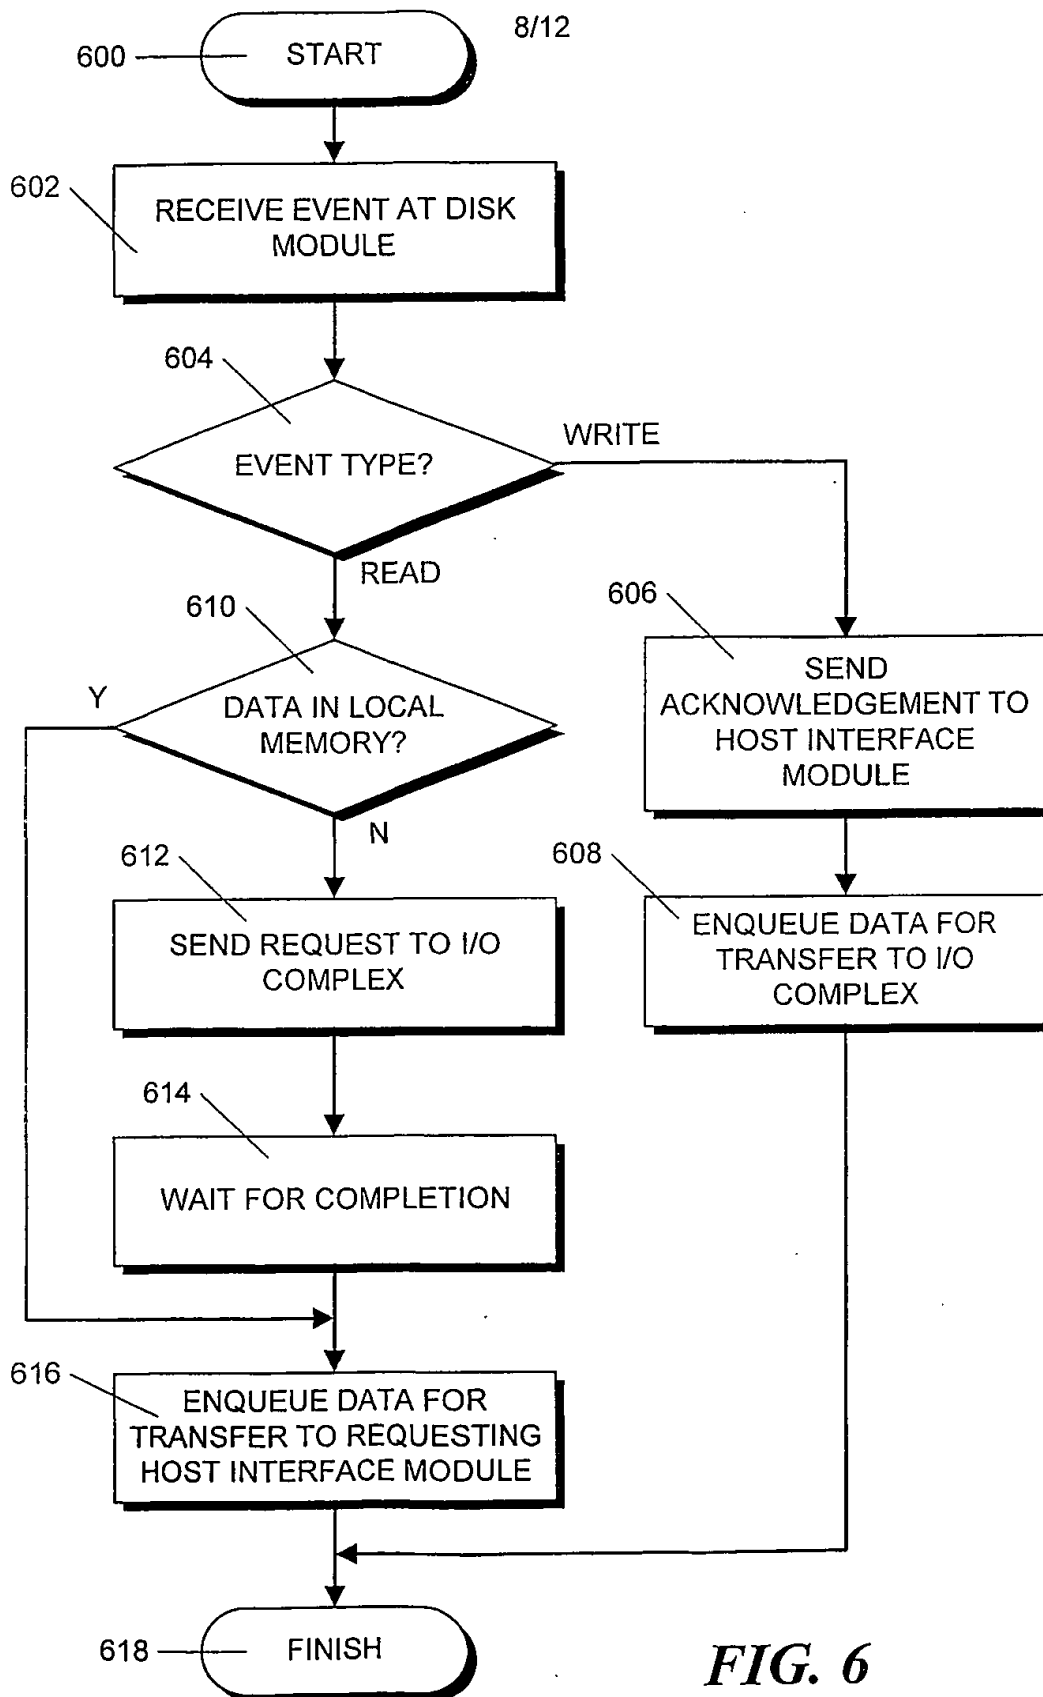 8/12
600
START
602
RECEIVE EVENT AT DISK
MODULE
604
EVENT TYPE?
WRITE
READ
610
606
Y
DATA IN LOCAL
MEMORY?
N
SEND
ACKNOWLEDGEMENT TO
HOST INTERFACE
MODULE
612
SEND REQUEST TO I/O
COMPLEX
608
ENQUEUE DATA FOR
TRANSFER TO I/O
COMPLEX
614
WAIT FOR COMPLETION
616
ENQUEUE DATA FOR
TRANSFER TO REQUESTING
HOST INTERFACE MODULE
618
FINISH
FIG. 6